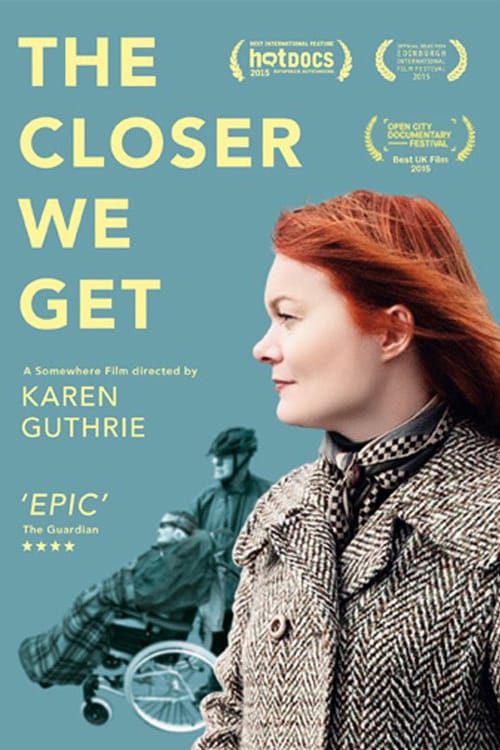 THE
CLOSER
WE
GET
BEST INTERNATIONAL FEATURE
hotDOCS
2015
OFFICIAL SELECTION
EDINBURGH
INTERNATIONAL
FILM FESTIVAL
2015
OPEN CITY
DOCUMENTARY
FESTIVAL
Best UK Film
2015
A Somewhere Film directed by
KAREN
GUTHRIE
‘EPIC’
The Guardian